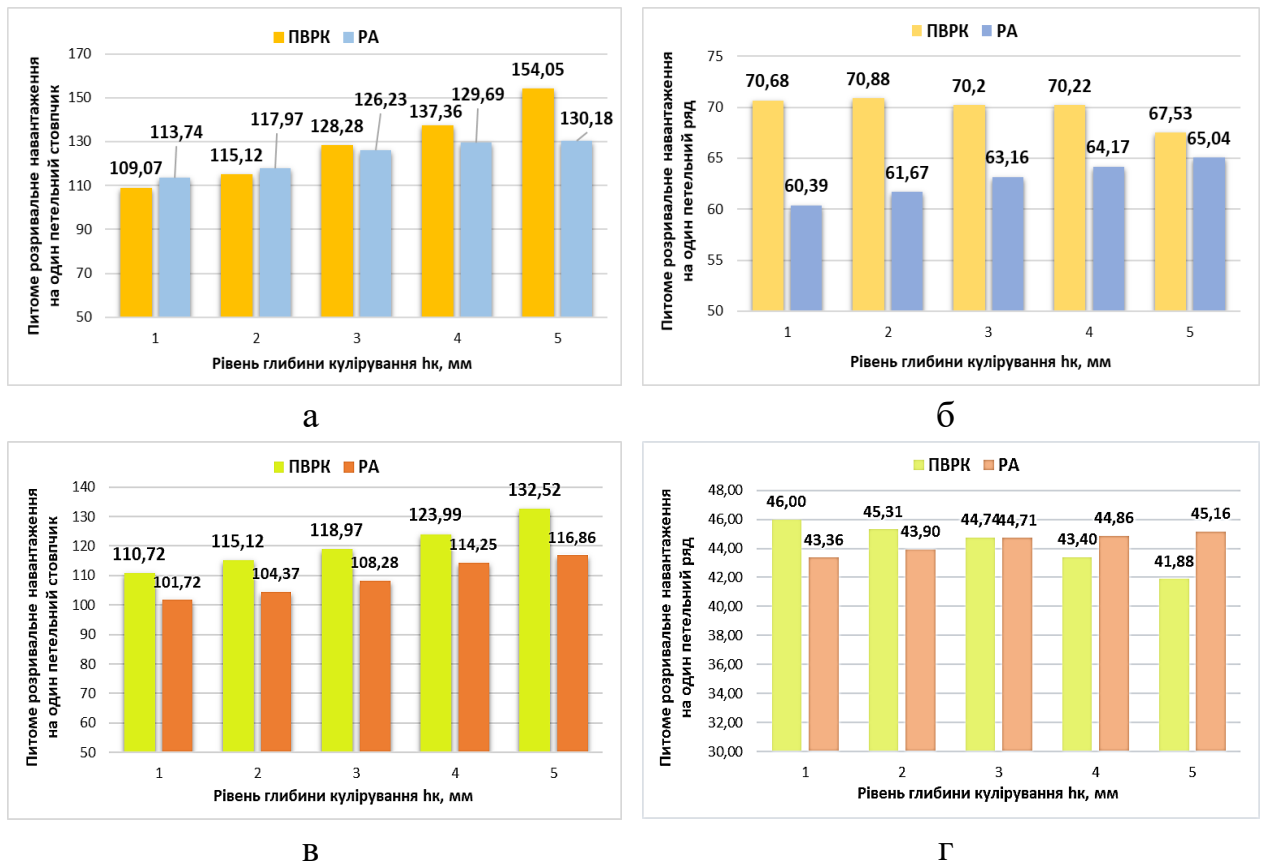 ПВРК РА
Питоме розривальне навантаження
на один петельний стовпчик
170
150
130
110
90
70
50
109,07 113,74 115,12 117,97 128,28 126,23 137,36 129,69 154,05 130,18
1 2 3 4 5
Рівень глибини кулірування hк, мм
а
ПВРК РА
Питоме розривальне навантаження
на один петельний ряд
75
70
65
60
55
50
70,68 60,39 70,88 61,67 70,2 63,16 70,22 64,17 67,53 65,04
1 2 3 4 5
Рівень глибини кулірування hк, мм
б
ПВРК РА
Питоме розривальне навантаження
на один петельний стовпчик
140
130
120
110
100
90
80
70
60
50
110,72 101,72 115,12 104,37 118,97 108,28 123,99 114,25 132,52 116,86
1 2 3 4 5
Рівень глибини кулірування hк, мм
в
ПВРК РА
Питоме розривальне навантаження
на один петельний ряд
48,00
46,00
44,00
42,00
40,00
38,00
36,00
34,00
32,00
30,00
46,00 43,36 45,31 43,90 44,74 44,71 43,40 44,86 41,88 45,16
1 2 3 4 5
Рівень глибини кулірування hк, мм
г